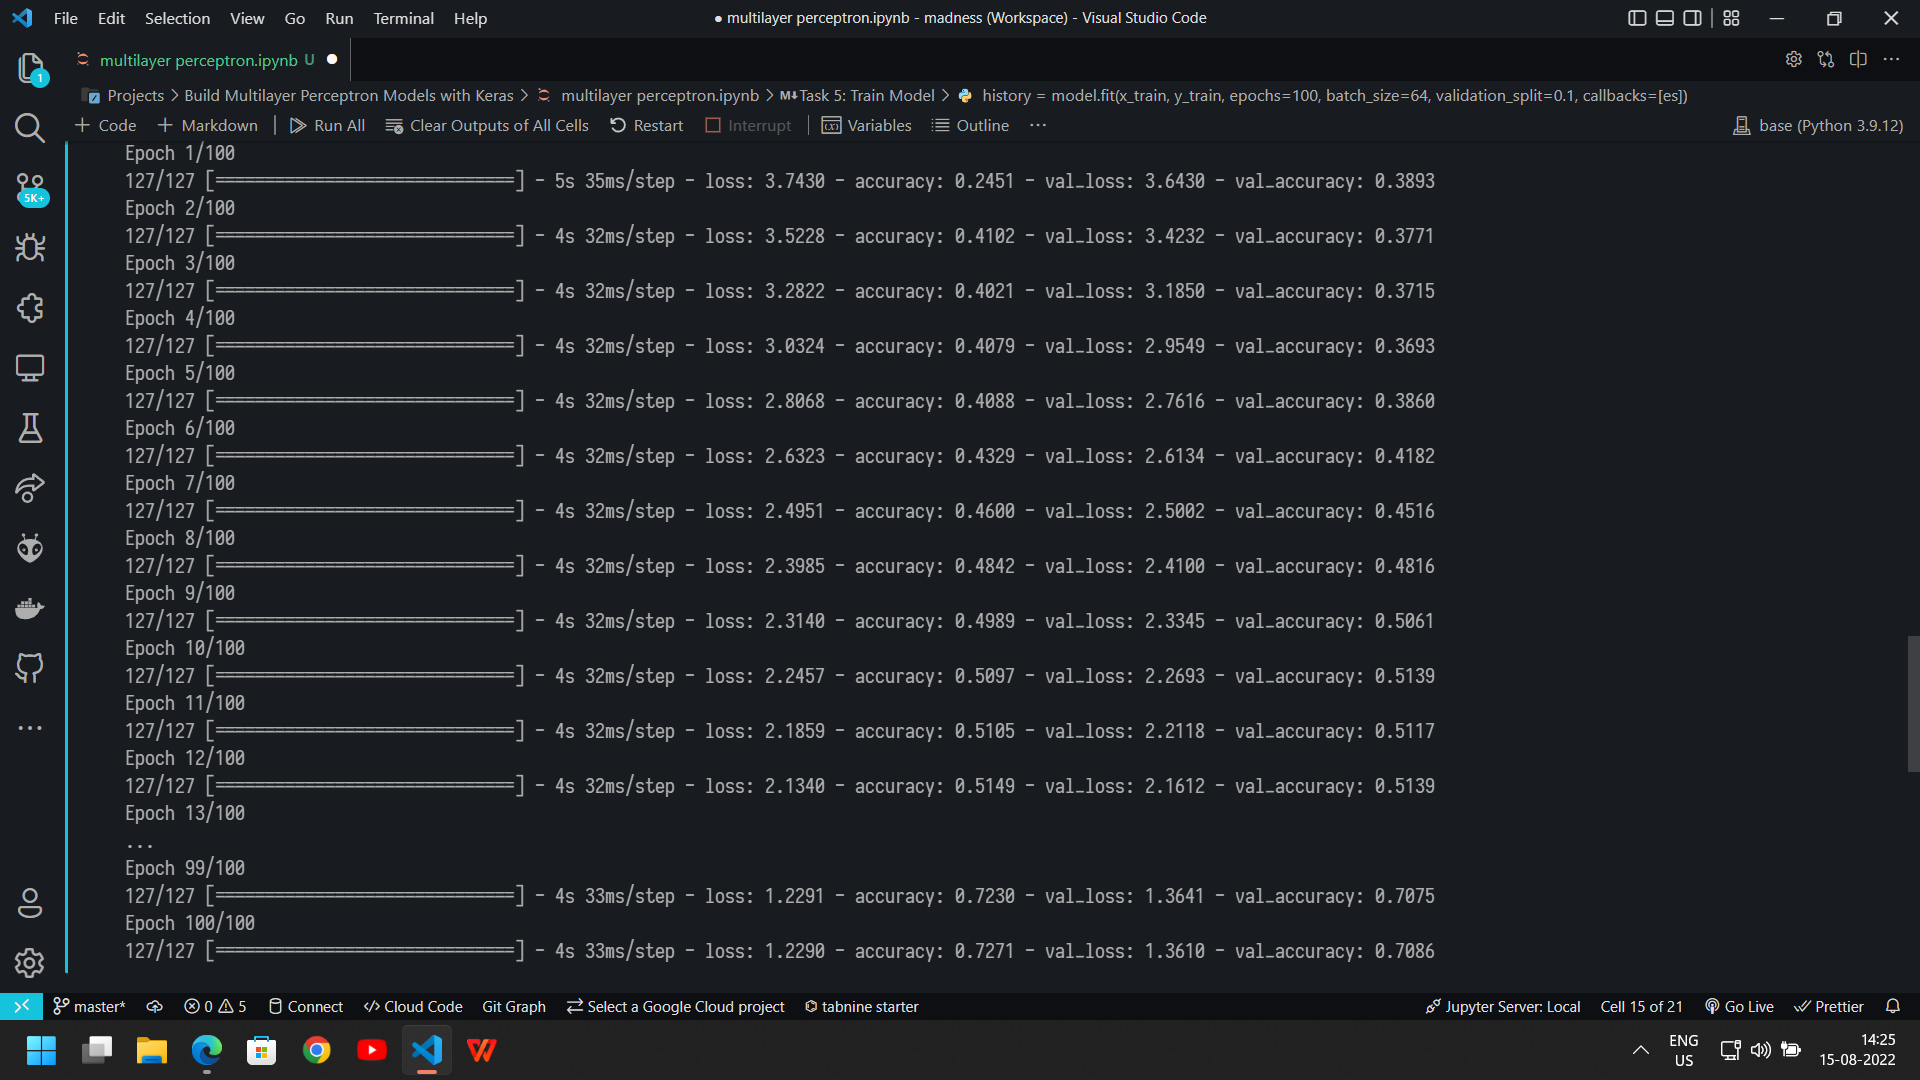 File Edit Selection View Go Run Terminal Help
● multilayer perceptron.ipynb - madness (Workspace) - Visual Studio Code
multilayer perceptron.ipynb U
Projects > Build Multilayer Perceptron Models with Keras > multilayer perceptron.ipynb > M↓Task 5: Train Model > history = model.fit(x_train, y_train, epochs=100, batch_size=64, validation_split=0.1, callbacks=[es])
+ Code + Markdown | Run All Clear Outputs of All Cells Restart Interrupt | Variables Outline ...
base (Python 3.9.12)
1
5K+
Epoch 1/100
127/127 [==============================] - 5s 35ms/step - loss: 3.7430 - accuracy: 0.2451 - val_loss: 3.6430 - val_accuracy: 0.3893
Epoch 2/100
127/127 [==============================] - 4s 32ms/step - loss: 3.5228 - accuracy: 0.4102 - val_loss: 3.4232 - val_accuracy: 0.3771
Epoch 3/100
127/127 [==============================] - 4s 32ms/step - loss: 3.2822 - accuracy: 0.4021 - val_loss: 3.1850 - val_accuracy: 0.3715
Epoch 4/100
127/127 [==============================] - 4s 32ms/step - loss: 3.0324 - accuracy: 0.4079 - val_loss: 2.9549 - val_accuracy: 0.3693
Epoch 5/100
127/127 [==============================] - 4s 32ms/step - loss: 2.8068 - accuracy: 0.4088 - val_loss: 2.7616 - val_accuracy: 0.3860
Epoch 6/100
127/127 [==============================] - 4s 32ms/step - loss: 2.6323 - accuracy: 0.4329 - val_loss: 2.6134 - val_accuracy: 0.4182
Epoch 7/100
127/127 [==============================] - 4s 32ms/step - loss: 2.4951 - accuracy: 0.4600 - val_loss: 2.5002 - val_accuracy: 0.4516
Epoch 8/100
127/127 [==============================] - 4s 32ms/step - loss: 2.3985 - accuracy: 0.4842 - val_loss: 2.4100 - val_accuracy: 0.4816
Epoch 9/100
127/127 [==============================] - 4s 32ms/step - loss: 2.3140 - accuracy: 0.4989 - val_loss: 2.3345 - val_accuracy: 0.5061
Epoch 10/100
127/127 [==============================] - 4s 32ms/step - loss: 2.2457 - accuracy: 0.5097 - val_loss: 2.2693 - val_accuracy: 0.5139
Epoch 11/100
127/127 [==============================] - 4s 32ms/step - loss: 2.1859 - accuracy: 0.5105 - val_loss: 2.2118 - val_accuracy: 0.5117
Epoch 12/100
127/127 [==============================] - 4s 32ms/step - loss: 2.1340 - accuracy: 0.5149 - val_loss: 2.1612 - val_accuracy: 0.5139
Epoch 13/100
...
Epoch 99/100
127/127 [==============================] - 4s 33ms/step - loss: 1.2291 - accuracy: 0.7230 - val_loss: 1.3641 - val_accuracy: 0.7075
Epoch 100/100
127/127 [==============================] - 4s 33ms/step - loss: 1.2290 - accuracy: 0.7271 - val_loss: 1.3610 - val_accuracy: 0.7086
master* 0 5 Connect </> Cloud Code Git Graph Select a Google Cloud project tabnine starter
Jupyter Server: Local Cell 15 of 21 Go Live Prettier
ENG
US
14:25
15-08-2022